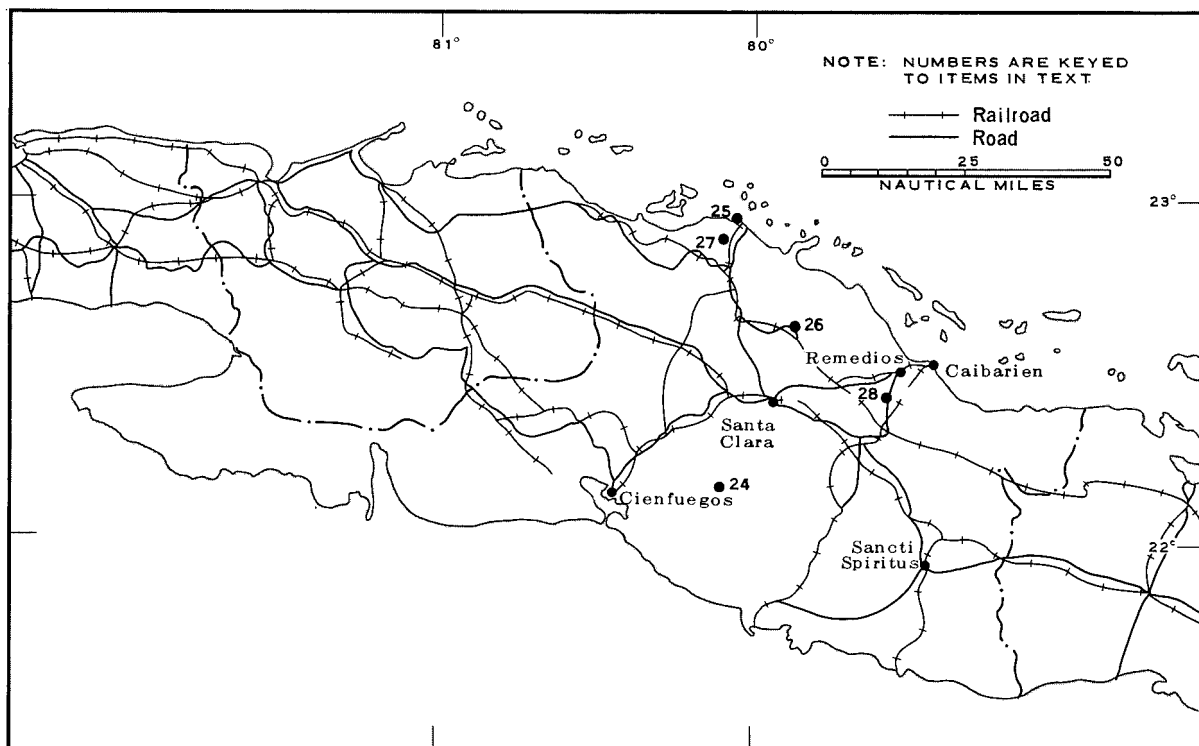 81°
80°
NOTE: NUMBERS ARE KEYED
TO ITEMS IN TEXT
Railroad
Road
0 25 50
NAUTICAL MILES
23°
25
27
26
Remedios
Caibarien
28
Santa
Clara
24
Cienfuegos
Sancti
Spiritus
22°